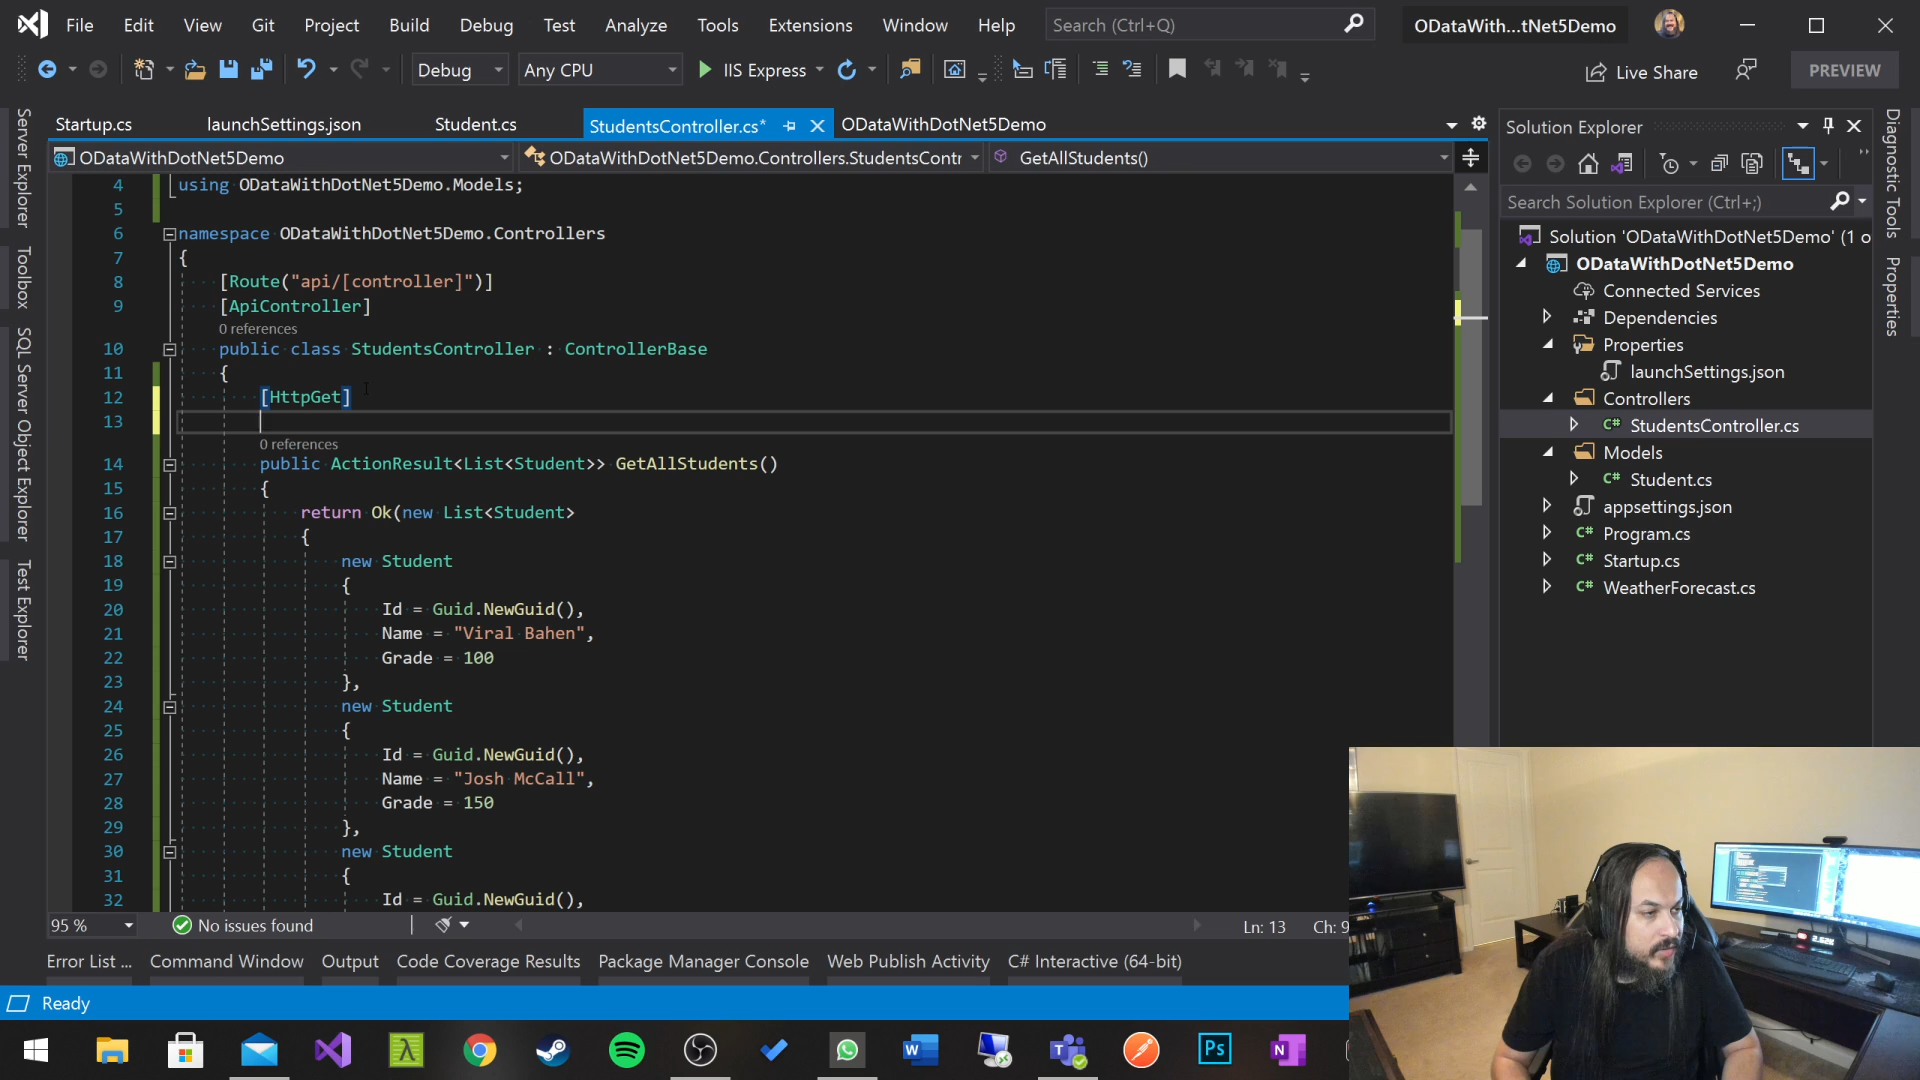 File Edit View Git Project Build Debug Test Analyze Tools Extensions Window Help Search (Ctrl+Q) ODataWith...tNet5Demo
Debug Any CPU IIS Express Live Share PREVIEW
Startup.cs launchSettings.json Student.cs StudentsController.cs* ODataWithDotNet5Demo
ODataWithDotNet5Demo ODataWithDotNet5Demo.Controllers.StudentsContr GetAllStudents()
Server Explorer
Toolbox
SQL Server Object Explorer
Test Explorer
4 using ODataWithDotNet5Demo.Models;
5
6 namespace ODataWithDotNet5Demo.Controllers
7 {
8 [Route("api/[controller]")]
9 [ApiController]
0 references
10 public class StudentsController : ControllerBase
11 {
12 [HttpGet]
13
0 references
14 public ActionResult<List<Student>> GetAllStudents()
15 {
16 return Ok(new List<Student>
17 {
18 new Student
19 {
20 Id = Guid.NewGuid(),
21 Name = "Viral Bahen",
22 Grade = 100
23 },
24 new Student
25 {
26 Id = Guid.NewGuid(),
27 Name = "Josh McCall",
28 Grade = 150
29 },
30 new Student
31 {
32 Id = Guid.NewGuid(),
95 % No issues found Ln: 13 Ch: 9
Error List ... Command Window Output Code Coverage Results Package Manager Console Web Publish Activity C# Interactive (64-bit)
Ready
Solution Explorer
Search Solution Explorer (Ctrl+;)
Solution 'ODataWithDotNet5Demo' (1 o
ODataWithDotNet5Demo
Connected Services
Dependencies
Properties
launchSettings.json
Controllers
C# StudentsController.cs
Models
C# Student.cs
appsettings.json
C# Program.cs
C# Startup.cs
C# WeatherForecast.cs
Diagnostic Tools
Properties
W
Ps
N